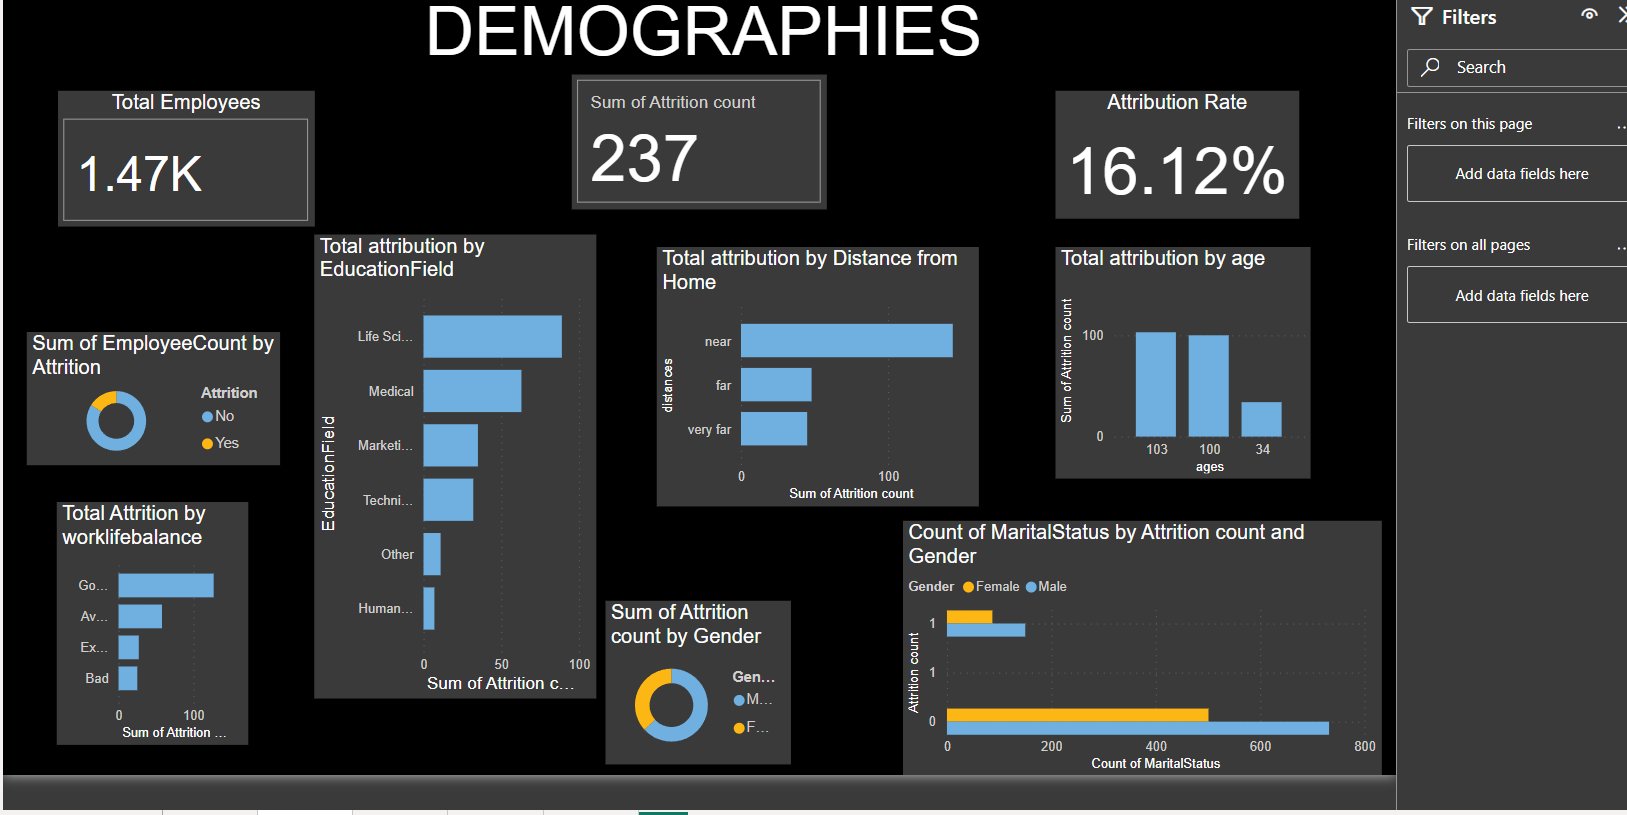 DEMOGRAPHIES
Filters
Search
Filters on this page
Add data fields here
Filters on all pages
Add data fields here
Total Employees
1.47K
Sum of Attrition count
237
Attribution Rate
16.12%
Sum of EmployeeCount by
Attrition
Attrition
No
Yes
Total attribution by
EducationField
EducationField
Life Sci...
Medical
Marketi...
Techni...
Other
Human...
0 50 100
Sum of Attrition c...
Total attribution by Distance from
Home
distances
near
far
very far
0 100
Sum of Attrition count
Total attribution by age
Sum of Attrition count
100
0
103 100 34
ages
Total Attrition by
worklifebalance
Go...
Av...
Ex...
Bad
0 100
Sum of Attrition ...
Sum of Attrition
count by Gender
Gen...
M...
F...
Count of MaritalStatus by Attrition count and
Gender
Gender Female Male
Attrition count
1
1
0
0 200 400 600 800
Count of MaritalStatus